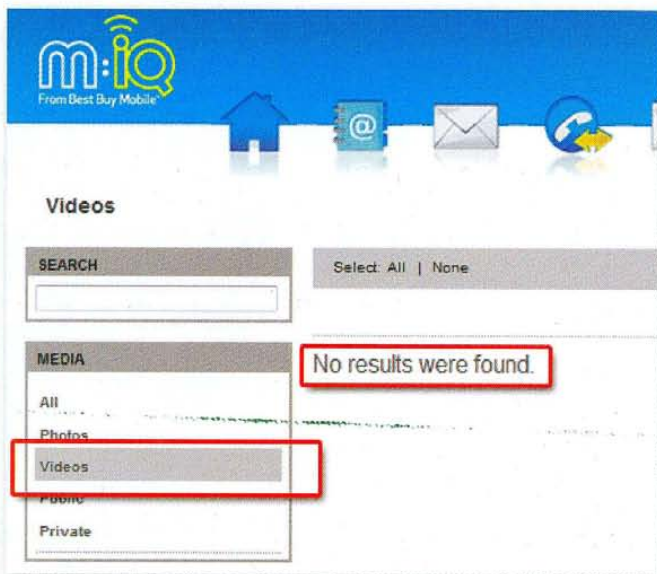 m:iQ
From Best Buy Mobile™
@
Videos
SEARCH
Select: All | None
MEDIA
No results were found.
All
Photos
Videos
Public
Private